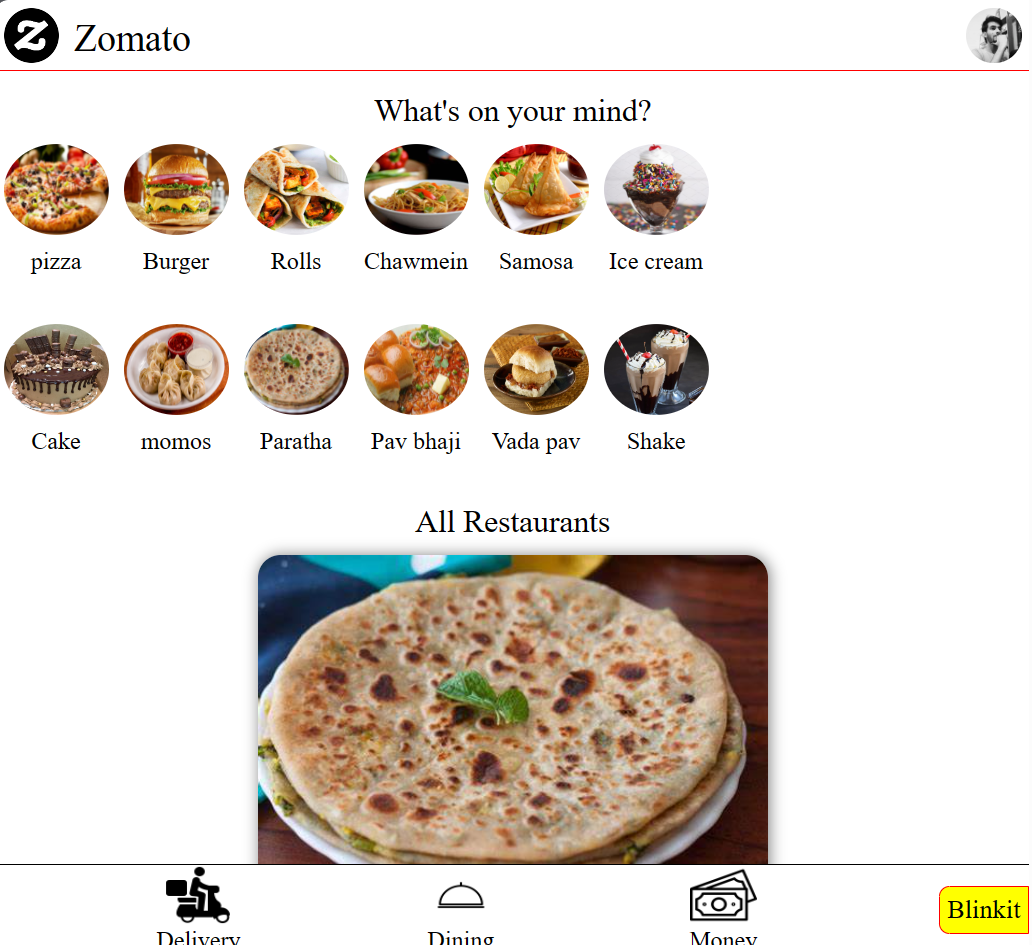 Zomato
What's on your mind?
pizza Burger Rolls Chawmein Samosa Ice cream
Cake momos Paratha Pav bhaji Vada pav Shake
All Restaurants
Delivery Dining Money Blinkit